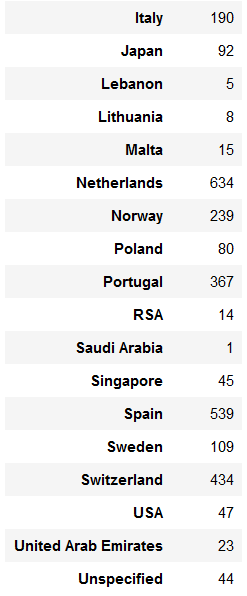 Italy 190
Japan 92
Lebanon 5
Lithuania 8
Malta 15
Netherlands 634
Norway 239
Poland 80
Portugal 367
RSA 14
Saudi Arabia 1
Singapore 45
Spain 539
Sweden 109
Switzerland 434
USA 47
United Arab Emirates 23
Unspecified 44